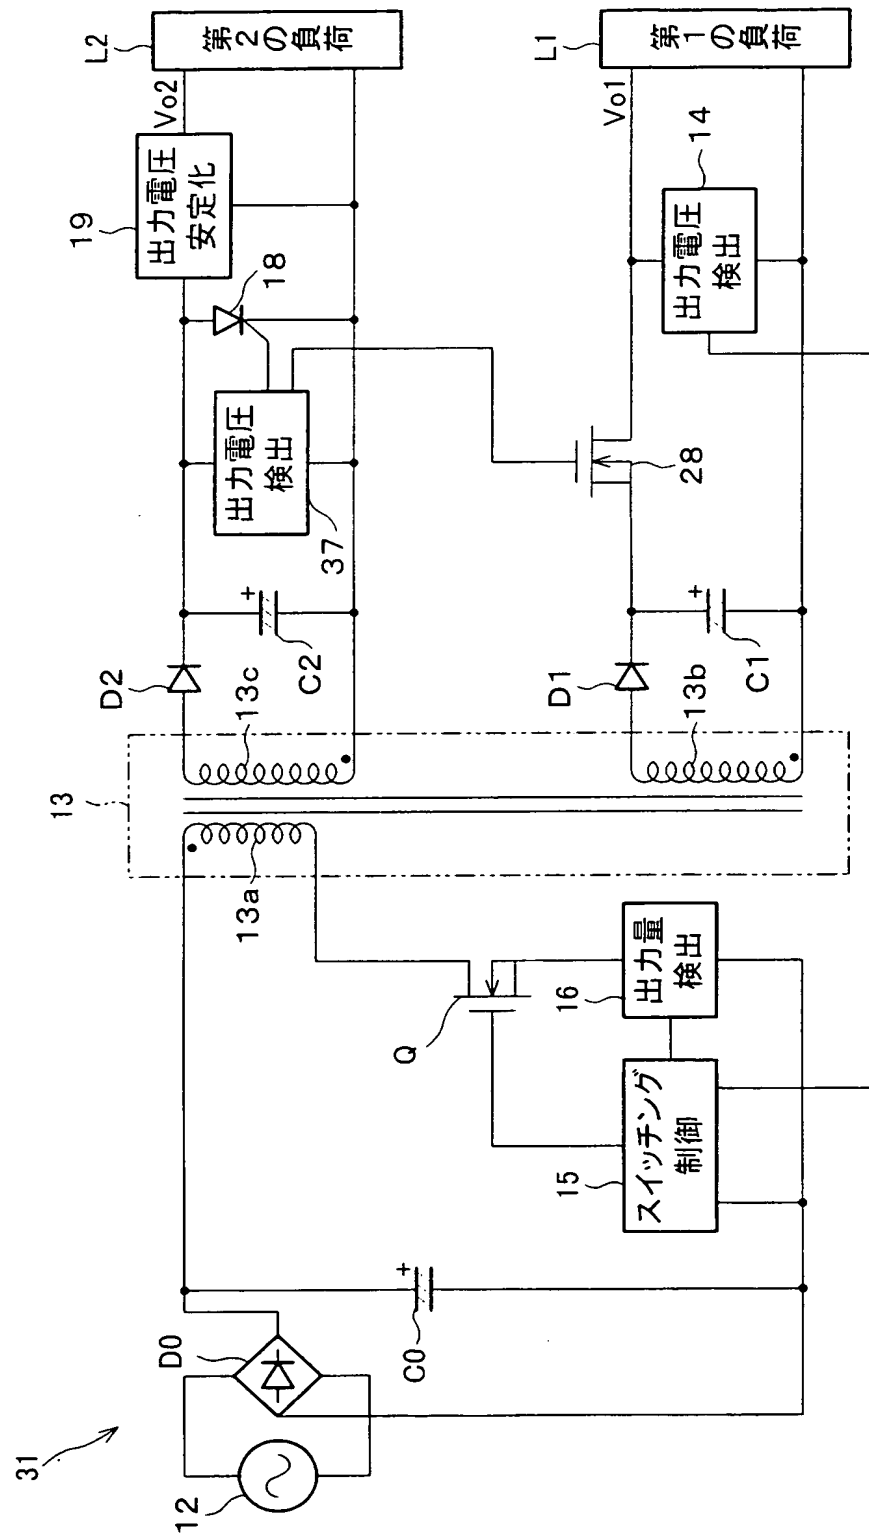 31
12
D0
C0
+
15
スイッチング
制御
16
出力量
検出
Q
13
13a
13c
13b
D2
C2
+
D1
C1
+
37
出力電圧
検出
18
19
出力電圧
安定化
Vo2
L2
第2の負荷
28
14
出力電圧
検出
Vo1
L1
第1の負荷